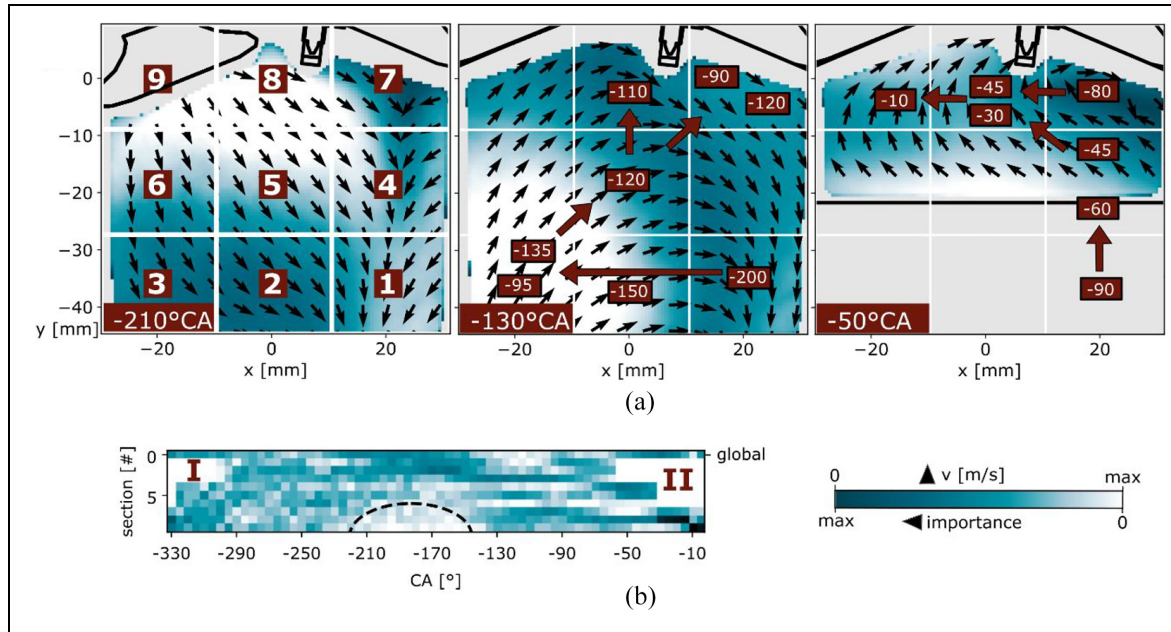 9 8 7
6 5 4
3 2 1
-210°CA
-110
-90
-120
-120
-135
-95
-150
-200
-130°CA
-10
-45
-30
-80
-45
-60
-90
-50°CA
0
−10
−20
−30
−40
y [mm]
−20 0 20
x [mm]
−20 0 20
x [mm]
−20 0 20
x [mm]
(a)
section [#]
0
5
I
II
global
-330 -290 -250 -210 -170 -130 -90 -50 -10
CA [°]
(b)
v [m/s]
0 max
max 0
importance